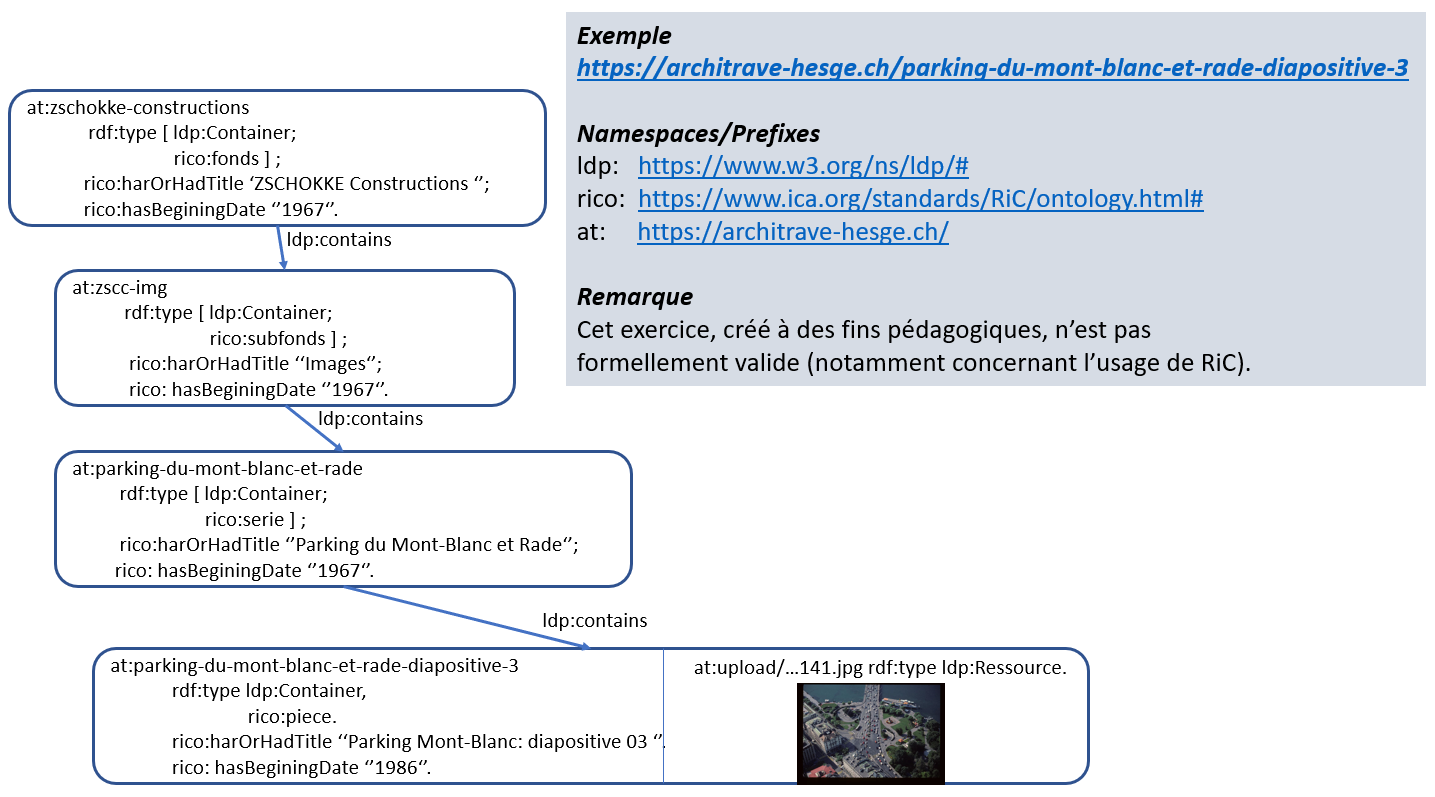 Exemple
https://architrave-hesge.ch/parking-du-mont-blanc-et-rade-diapositive-3
Namespaces/Prefixes
ldp: https://www.w3.org/ns/ldp/#
rico: https://www.ica.org/standards/RiC/ontology.html#
at: https://architrave-hesge.ch/
Remarque
Cet exercice, créé à des fins pédagogiques, n’est pas
formellement valide (notamment concernant l’usage de RiC).
at:zschokke-constructions
rdf:type [ ldp:Container;
rico:fonds ] ;
rico:harOrHadTitle ‘ZSCHOKKE Constructions ‘’;
rico:hasBeginingDate ‘’1967‘’.
ldp:contains
at:zscc-img
rdf:type [ ldp:Container;
rico:subfonds ] ;
rico:harOrHadTitle ‘‘Images‘’;
rico: hasBeginingDate ‘’1967‘’.
ldp:contains
at:parking-du-mont-blanc-et-rade
rdf:type [ ldp:Container;
rico:serie ] ;
rico:harOrHadTitle ‘’Parking du Mont-Blanc et Rade‘’;
rico: hasBeginingDate ‘’1967‘’.
ldp:contains
at:parking-du-mont-blanc-et-rade-diapositive-3
rdf:type ldp:Container,
rico:piece.
rico:harOrHadTitle ‘‘Parking Mont-Blanc: diapositive 03 ‘’.
rico: hasBeginingDate ‘’1986‘’.
at:upload/…141.jpg rdf:type ldp:Ressource.